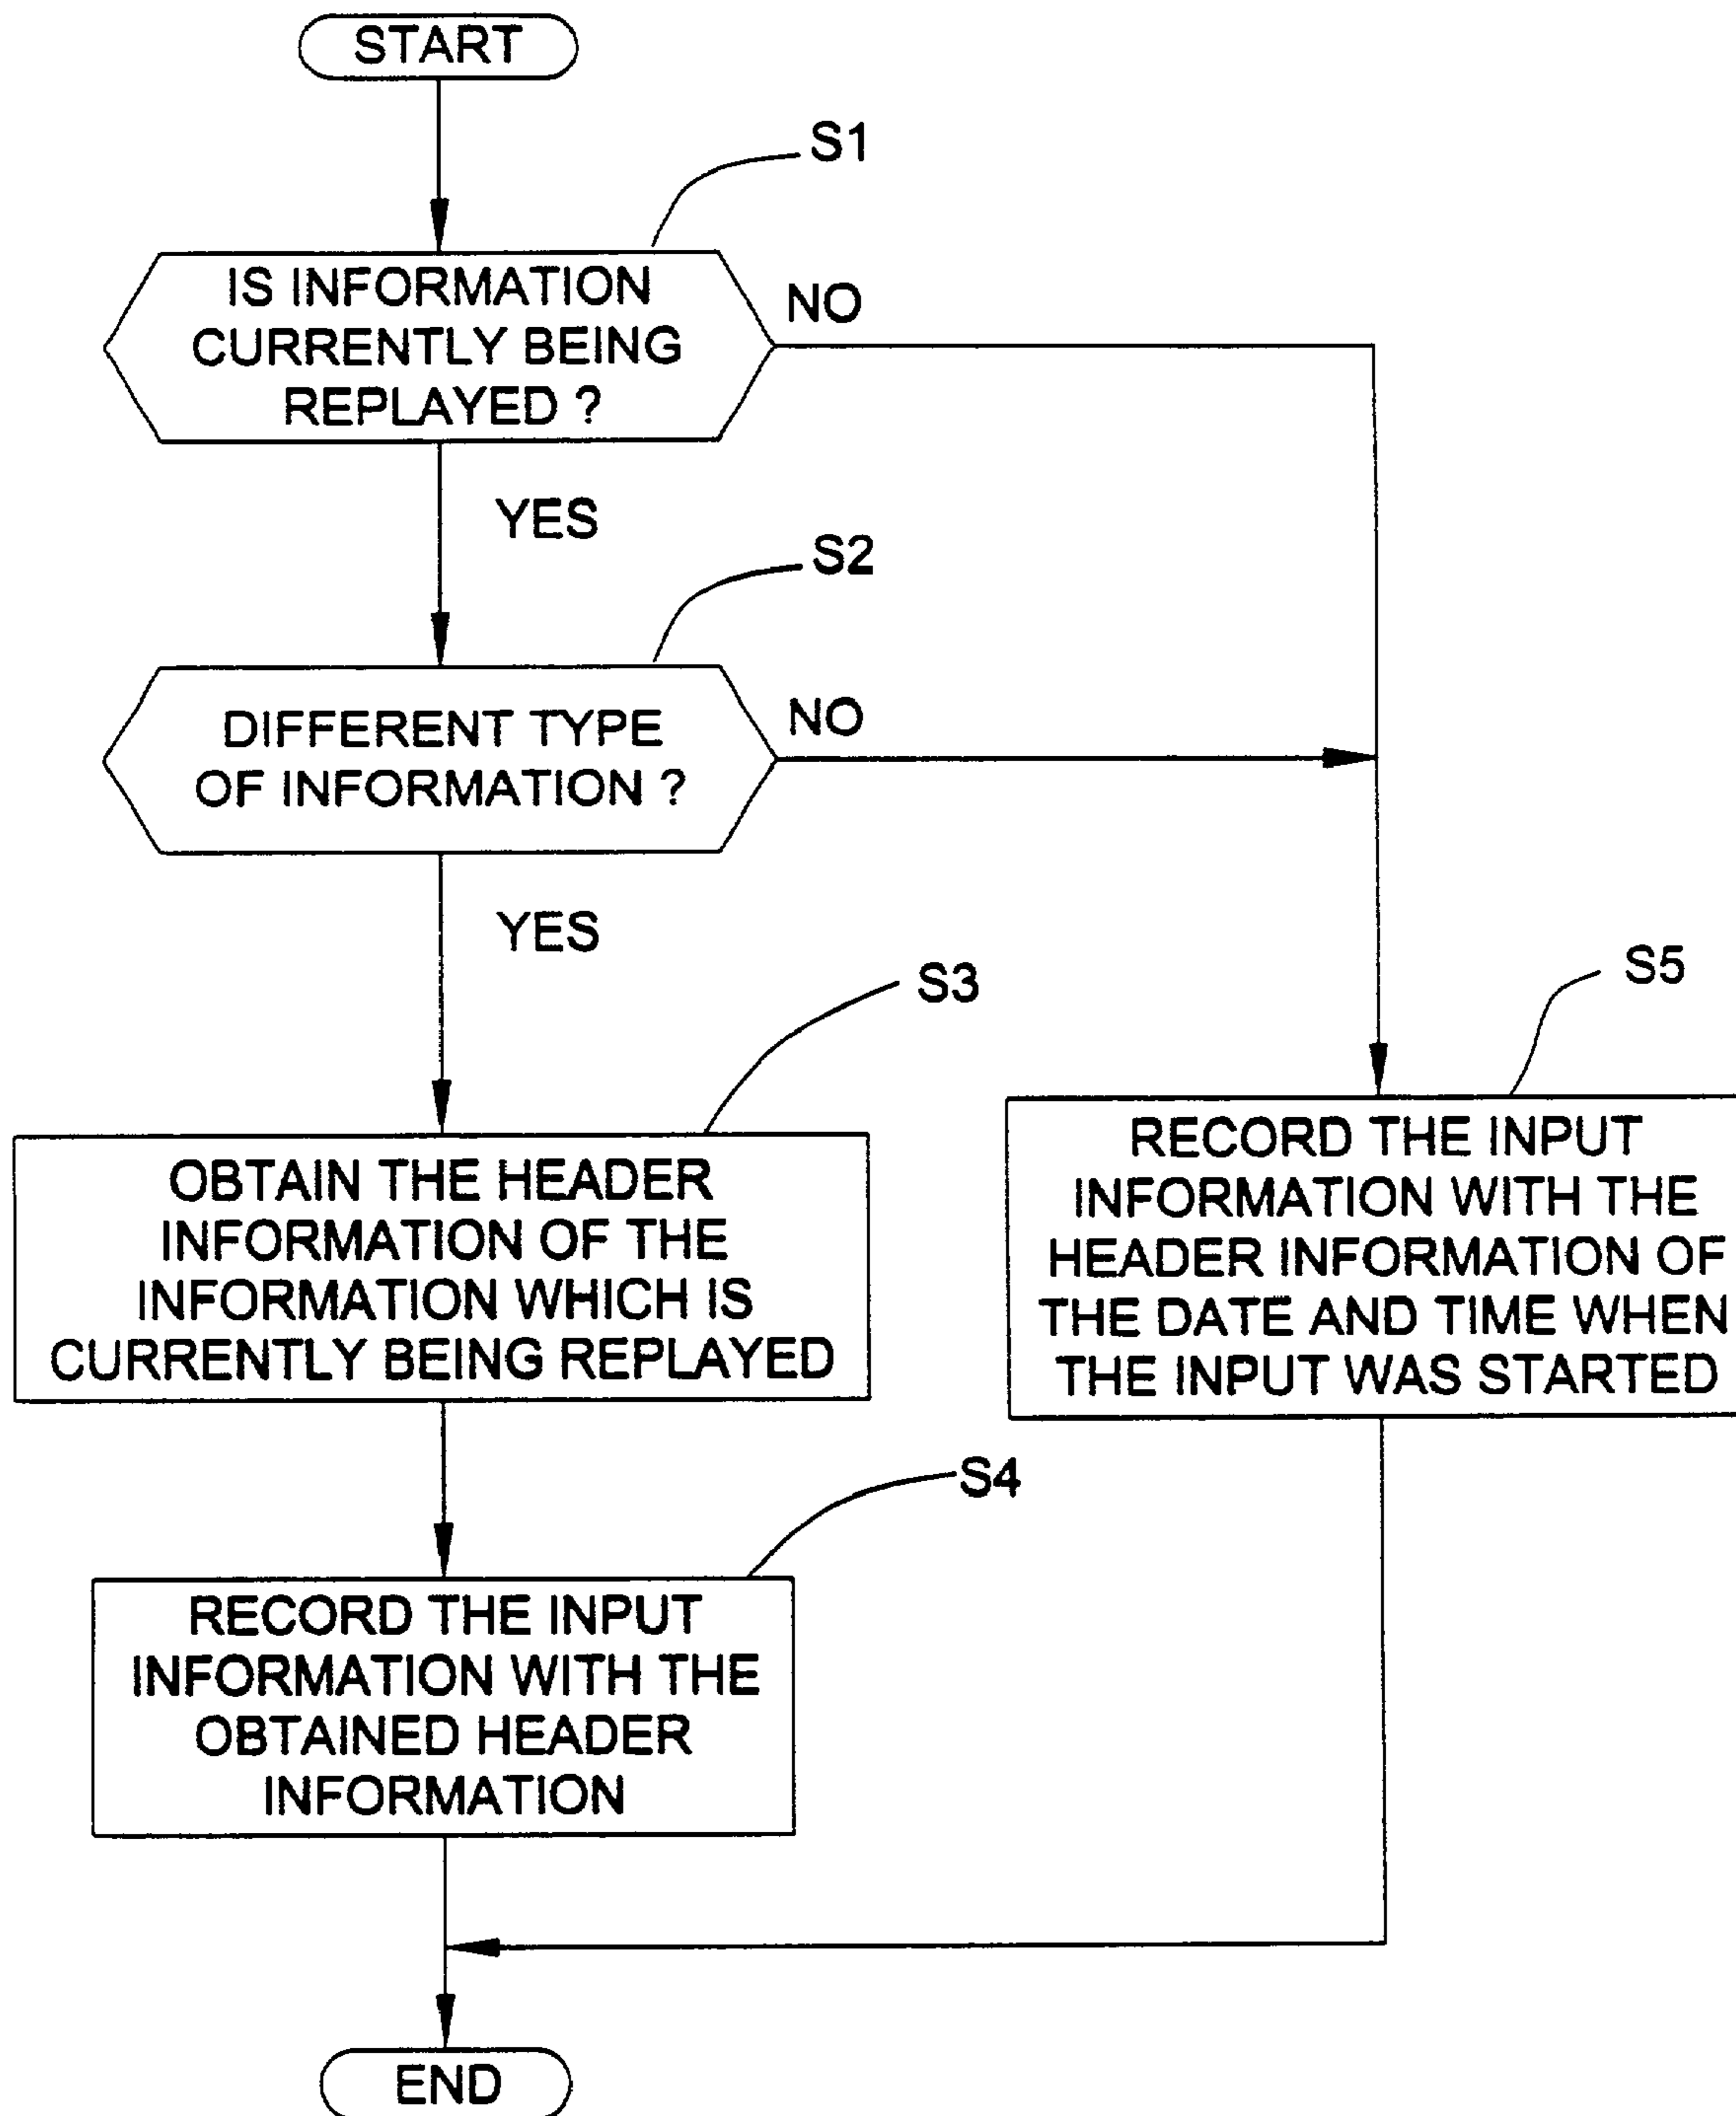 START
S1
IS INFORMATION
CURRENTLY BEING
REPLAYED ?
NO
YES
S2
DIFFERENT TYPE
OF INFORMATION ?
NO
YES
S3
OBTAIN THE HEADER
INFORMATION OF THE
INFORMATION WHICH IS
CURRENTLY BEING REPLAYED
S5
RECORD THE INPUT
INFORMATION WITH THE
HEADER INFORMATION OF
THE DATE AND TIME WHEN
THE INPUT WAS STARTED
S4
RECORD THE INPUT
INFORMATION WITH THE
OBTAINED HEADER
INFORMATION
END